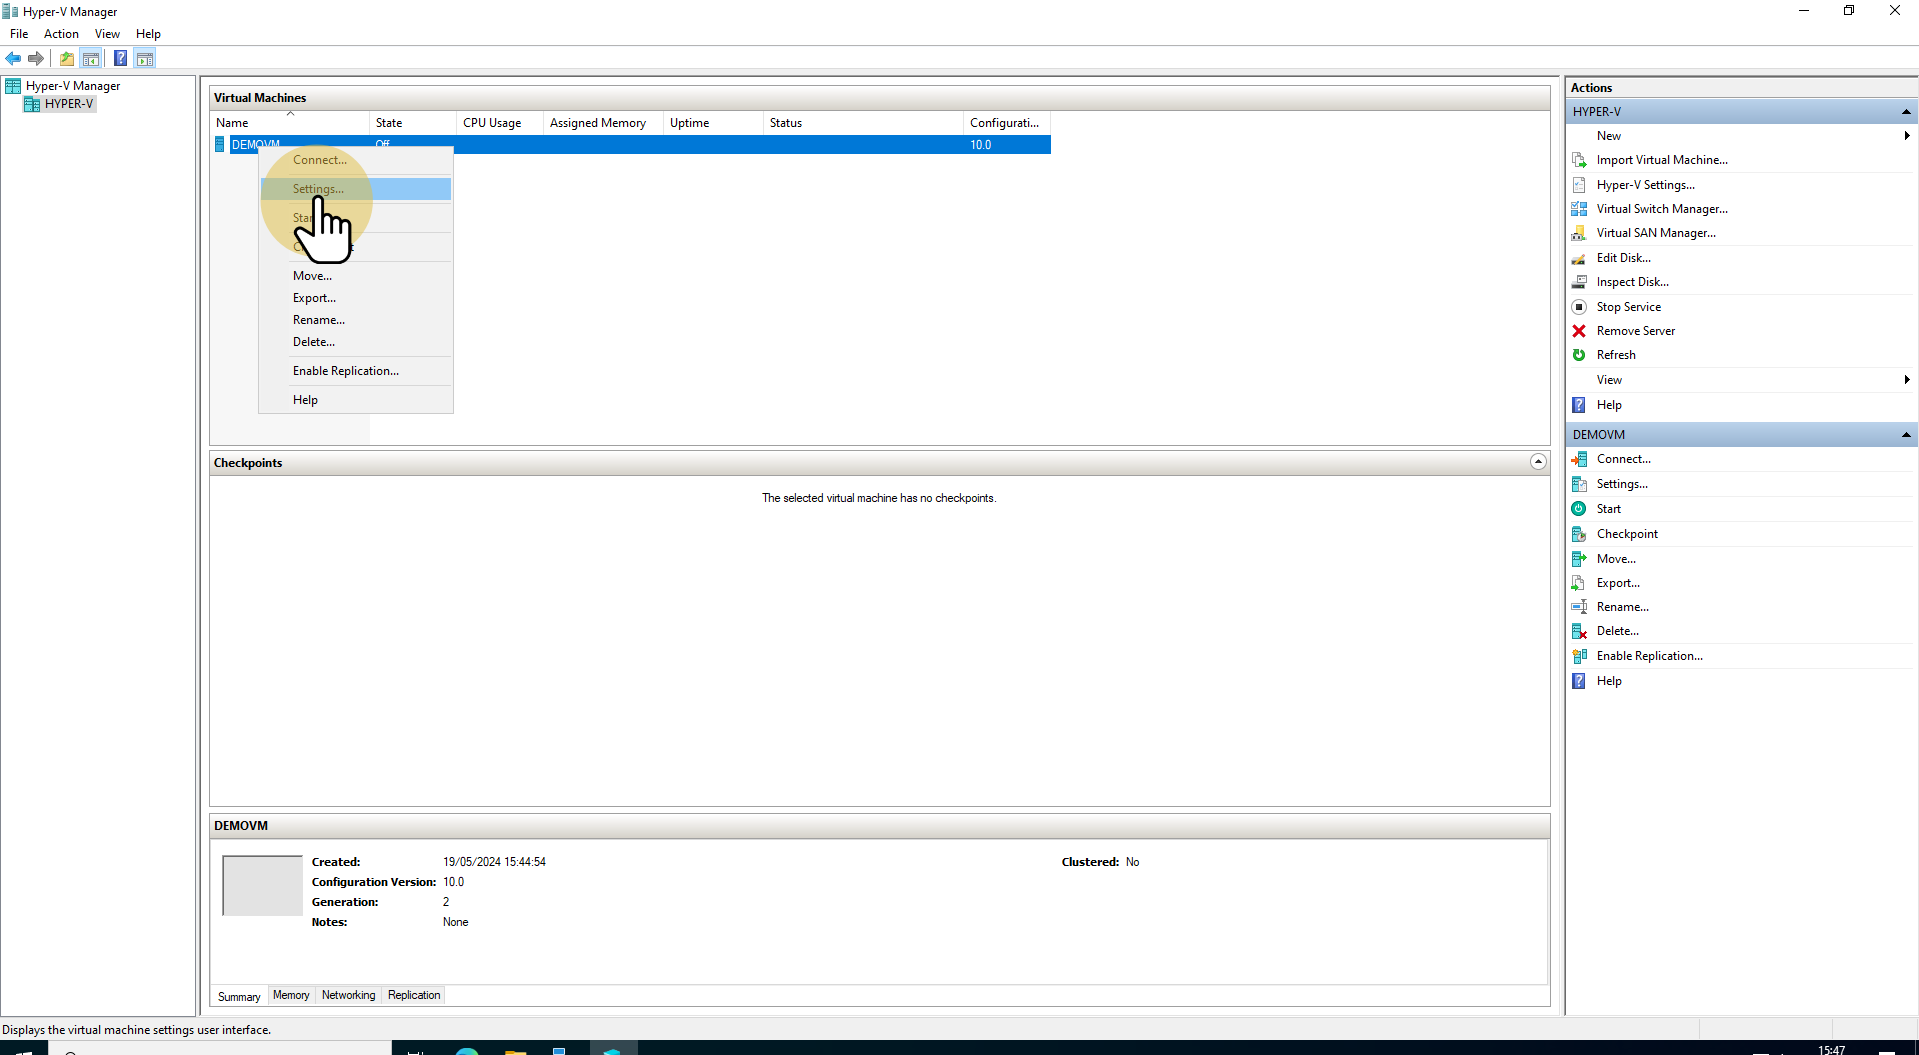 Hyper-V Manager
File Action View Help
Hyper-V Manager
HYPER-V
Virtual Machines
Name State CPU Usage Assigned Memory Uptime Status Configurati...
DEMOVM Off 10.0
Connect...
Settings...
Move...
Export...
Rename...
Delete...
Enable Replication...
Help
Checkpoints
The selected virtual machine has no checkpoints.
DEMOVM
Created: 19/05/2024 15:44:54 Clustered: No
Configuration Version: 10.0
Generation: 2
Notes: None
Summary Memory Networking Replication
Actions
HYPER-V
New
Import Virtual Machine...
Hyper-V Settings...
Virtual Switch Manager...
Virtual SAN Manager...
Edit Disk...
Inspect Disk...
Stop Service
Remove Server
Refresh
View
Help
DEMOVM
Connect...
Settings...
Start
Checkpoint
Move...
Export...
Rename...
Delete...
Enable Replication...
Help
Displays the virtual machine settings user interface.
15:47